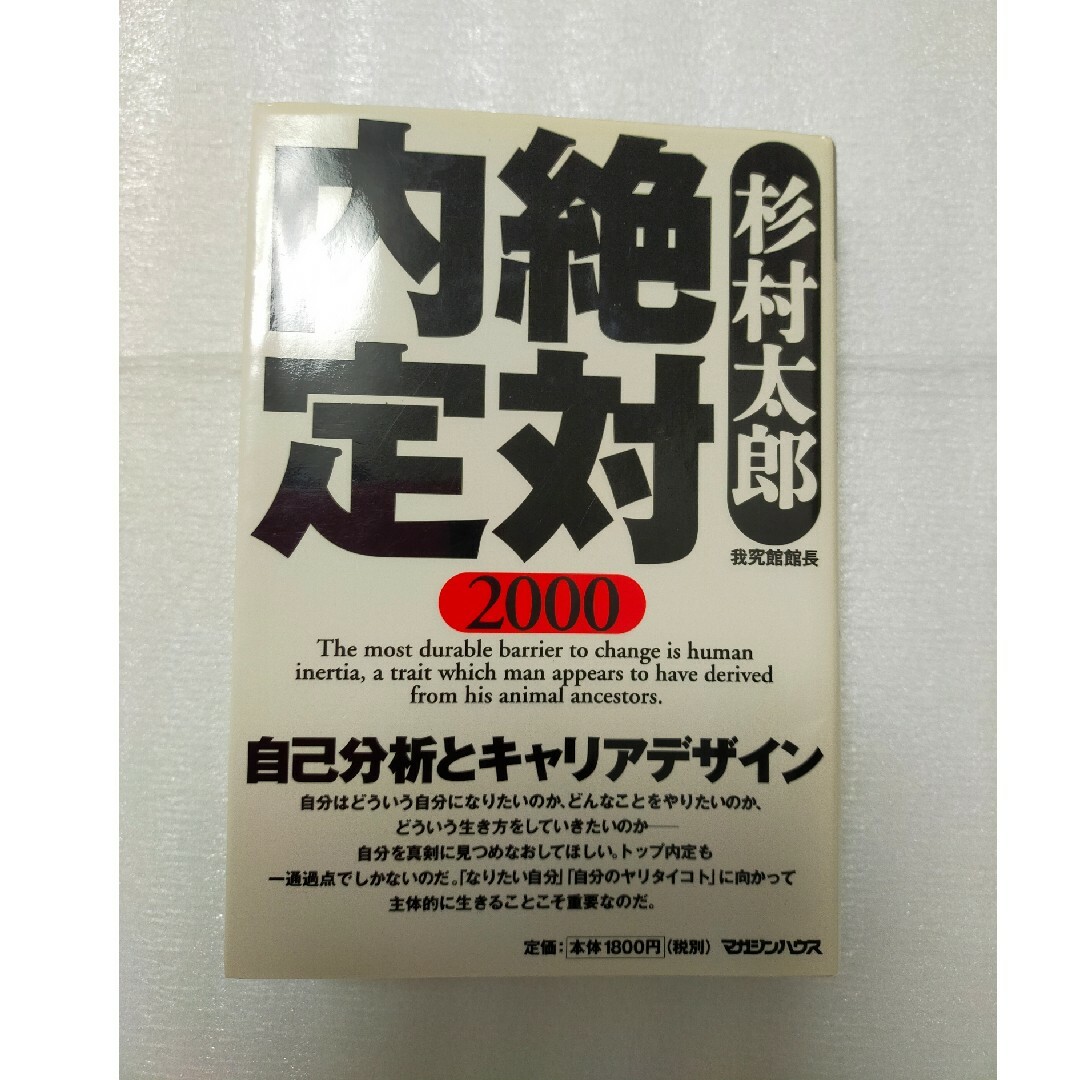 絶対
内定
杉村太郎
我究館館長
2000
The most durable barrier to change is human
inertia, a trait which man appears to have derived
from his animal ancestors.
自己分析とキャリアデザイン
自分はどういう自分になりたいのか、どんなことをやりたいのか、
どういう生き方をしていきたいのか──
自分を真剣に見つめなおしてほしい。トップ内定も
一通過点でしかないのだ。「なりたい自分」「自分のヤリタイコト」に向かって
主体的に生きることこそ重要なのだ。
定価：本体1800円（税別） マガジンハウス